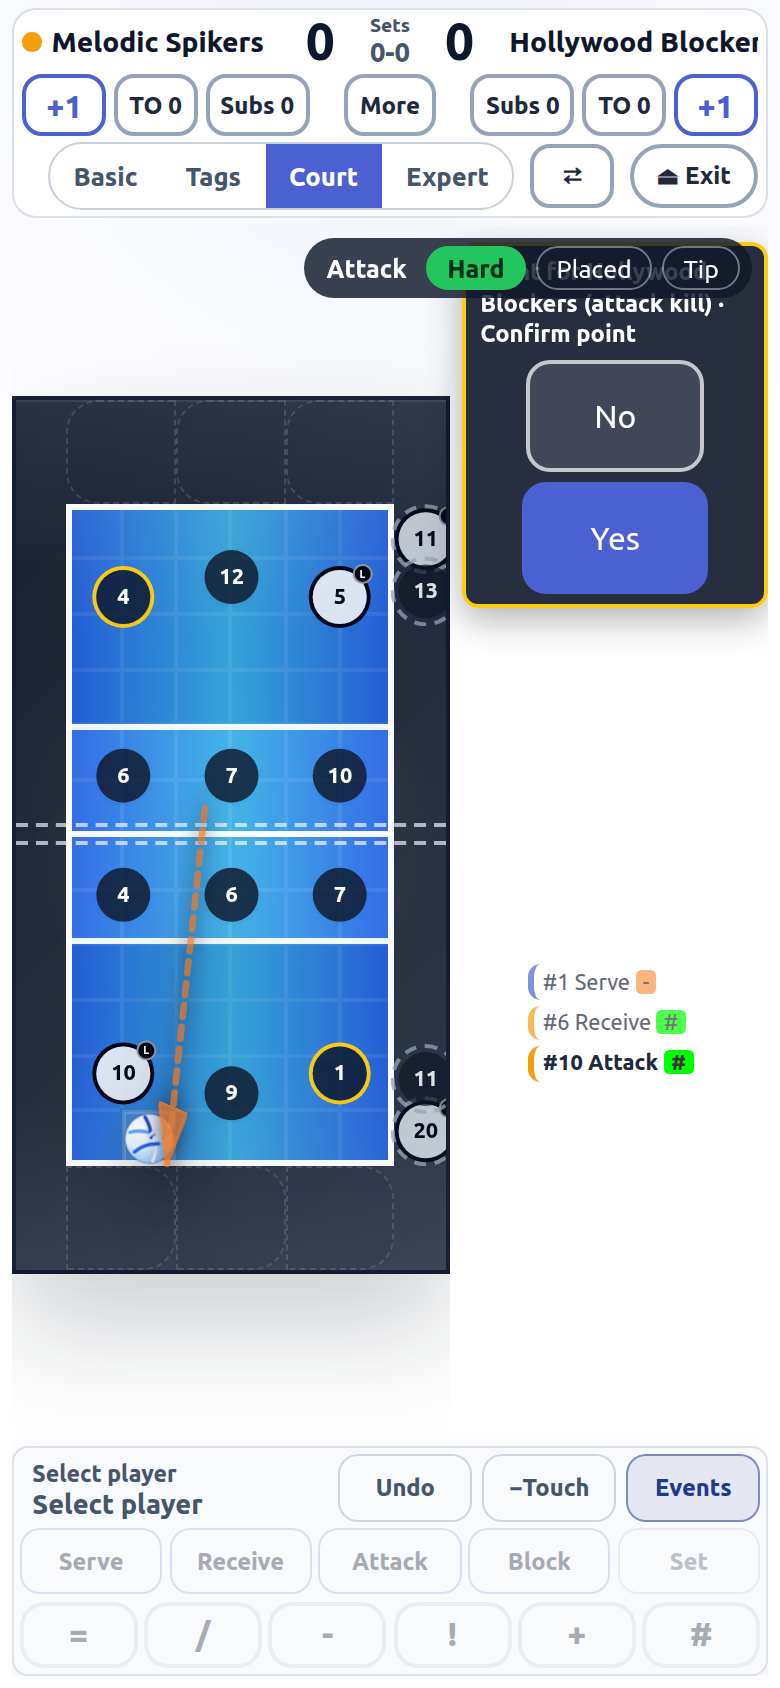 Melodic Spikers 0 Sets 0-0 0 Hollywood Blocker
+1 TO 0 Subs 0 More Subs 0 TO 0 +1
Basic Tags Court Expert ⇄ ⏏ Exit
Attack Hard Placed Tip
Blockers (attack kill) ·
Confirm point
No
Yes
11
12
4 5 L 13
6 7 10
4 6 7
10 L 9 1 11
20
#1 Serve -
#6 Receive #
#10 Attack #
Select player
Select player Undo −Touch Events
Serve Receive Attack Block Set
= / - ! + #